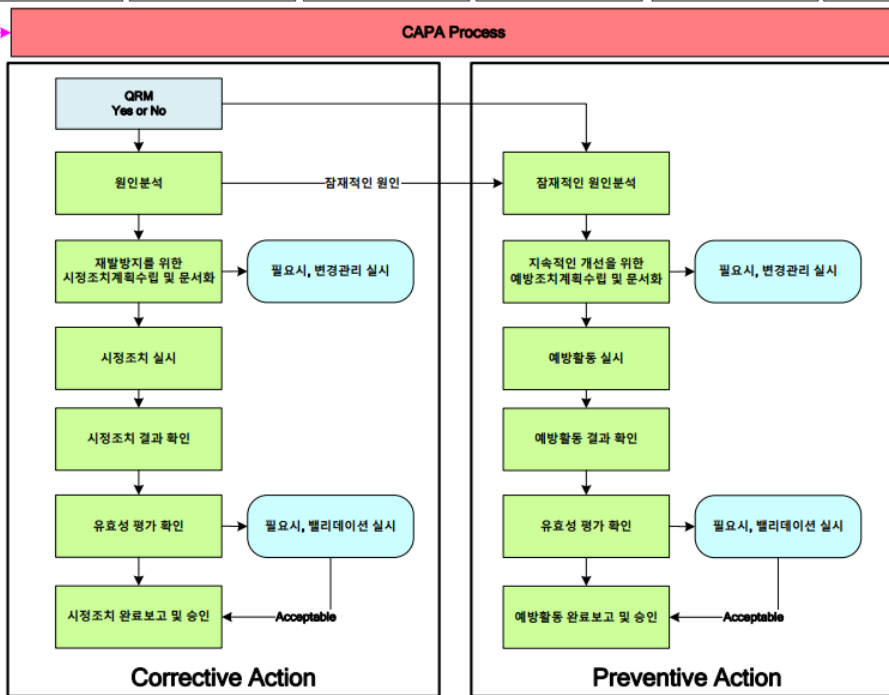 CAPA Process
QRM
Yes or No
원인분석
잠재적인 원인
잠재적인 원인분석
재발방지를 위한
시정조치계획수립 및 문서화
필요시, 변경관리 실시
지속적인 개선을 위한
예방조치계획수립 및 문서화
필요시, 변경관리 실시
시정조치 실시
예방활동 실시
시정조치 결과 확인
예방활동 결과 확인
유효성 평가 확인
필요시, 밸리데이션 실시
유효성 평가 확인
필요시, 밸리데이션 실시
시정조치 완료보고 및 승인
Acceptable
예방활동 완료보고 및 승인
Acceptable
Corrective Action
Preventive Action